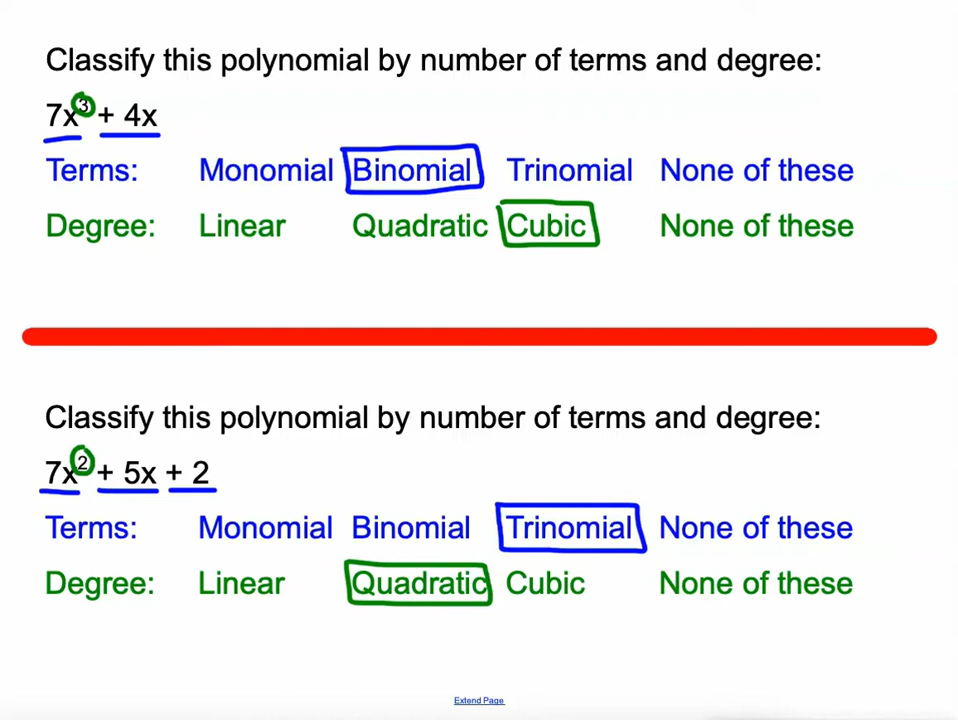 Classify this polynomial by number of terms and degree:
7x³ + 4x
Terms: Monomial Binomial Trinomial None of these
Degree: Linear Quadratic Cubic None of these
Classify this polynomial by number of terms and degree:
7x² + 5x + 2
Terms: Monomial Binomial Trinomial None of these
Degree: Linear Quadratic Cubic None of these
Extend Page